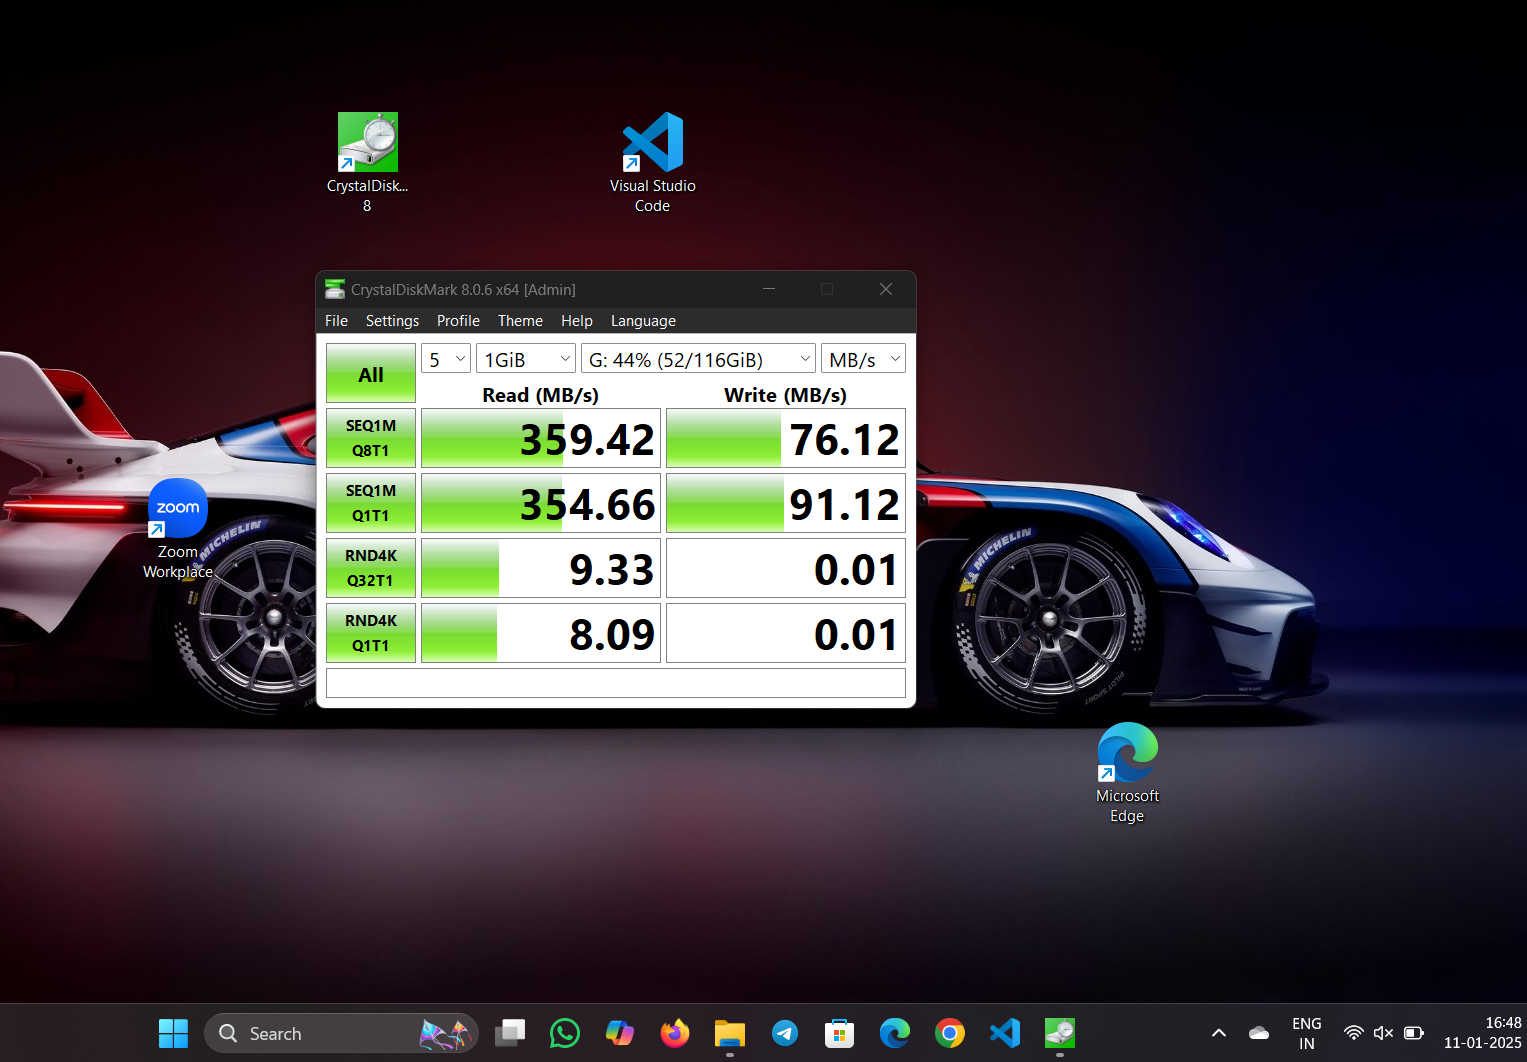 CrystalDisk...
8
Visual Studio
Code
CrystalDiskMark 8.0.6 x64 [Admin]
File Settings Profile Theme Help Language
All
5 1GiB G: 44% (52/116GiB) MB/s
Read (MB/s) Write (MB/s)
SEQ1M
Q8T1
359.42 76.12
SEQ1M
Q1T1
354.66 91.12
RND4K
Q32T1
9.33 0.01
RND4K
Q1T1
8.09 0.01
zoom
Zoom
Workplace
MICHELIN
MICHELIN
PILOT SPORT
Microsoft
Edge
Search
ENG
IN
16:48
11-01-2025